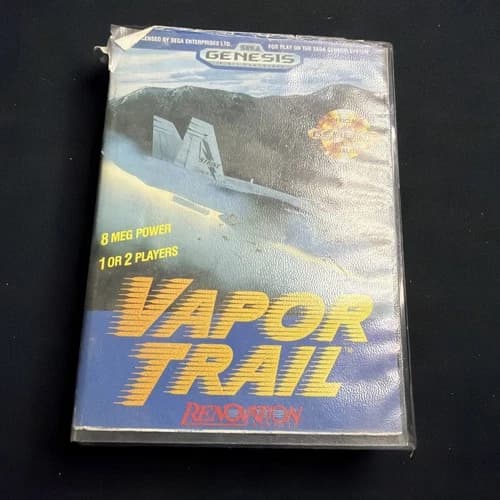 LICENSED BY SEGA ENTERPRISES LTD.
FOR PLAY ON THE SEGA GENESIS SYSTEM
SEGA
GENESIS
8 MEG POWER
1 OR 2 PLAYERS
VAPOR
TRAIL™
RENOVATION